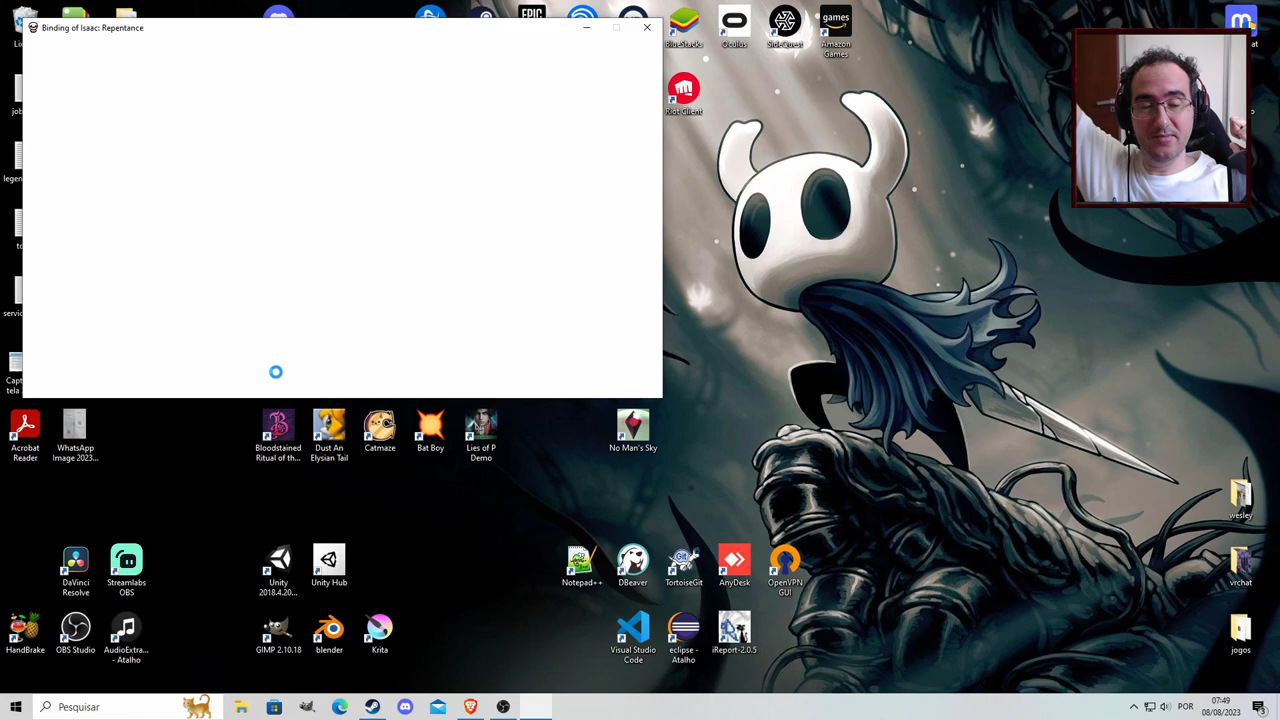 Binding of Isaac: Repentance
EPIC
BlueStacks
Oculus
SideQuest
games
Amazon
Games
Riot Client
Acrobat
Reader
WhatsApp
Image 2023...
Bloodstained
Ritual of th...
Dust An
Elysian Tail
Catmaze
Bat Boy
Lies of P
Demo
No Man's Sky
wesley
DaVinci
Resolve
Streamlabs
OBS
Unity
2018.4.20...
Unity Hub
Notepad++
DBeaver
TortoiseGit
AnyDesk
OpenVPN
GUI
vrchat
HandBrake
OBS Studio
AudioExtra...
- Atalho
GIMP 2.10.18
blender
Krita
Visual Studio
Code
eclipse -
Atalho
iReport-2.0.5
jogos
Pesquisar
POR
07:49
08/08/2023
3